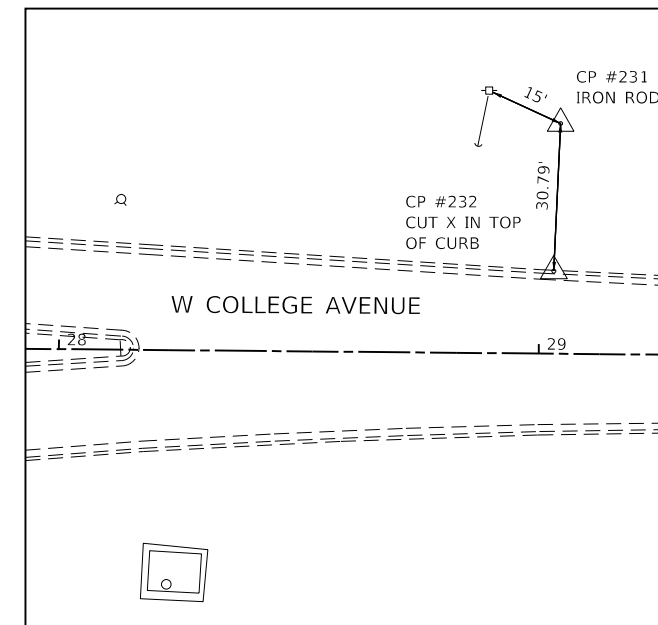 CP #231
IRON ROD
15'
30.79'
CP #232
CUT X IN TOP
OF CURB
W COLLEGE AVENUE
28
29